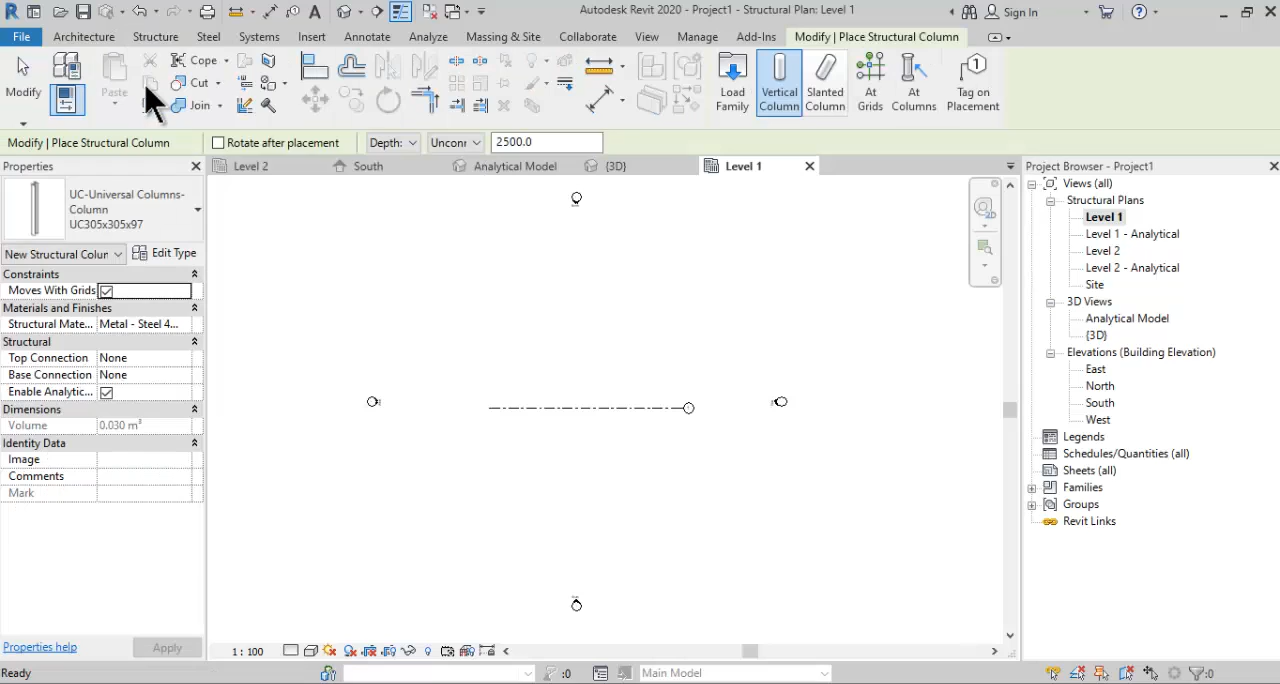 Autodesk Revit 2020 - Project1 - Structural Plan: Level 1
Sign In
File Architecture Structure Steel Systems Insert Annotate Analyze Massing & Site Collaborate View Manage Add-Ins Modify | Place Structural Column
Modify
Paste
Cope
Cut
Join
Load Family
Vertical Column
Slanted Column
At Grids
At Columns
Tag on Placement
Modify | Place Structural Column
Rotate after placement
Depth:
Unconr
2500.0
Properties
UC-Universal Columns-
Column
UC305x305x97
New Structural Colur
Edit Type
Constraints
Moves With Grids
Materials and Finishes
Structural Mate... Metal - Steel 4...
Structural
Top Connection None
Base Connection None
Enable Analytic...
Dimensions
Volume 0.030 m³
Identity Data
Image
Comments
Mark
Properties help
Apply
Level 2
South
Analytical Model
{3D}
Level 1
2D
Project Browser - Project1
Views (all)
Structural Plans
Level 1
Level 1 - Analytical
Level 2
Level 2 - Analytical
Site
3D Views
Analytical Model
{3D}
Elevations (Building Elevation)
East
North
South
West
Legends
Schedules/Quantities (all)
Sheets (all)
Families
Groups
Revit Links
1 : 100
Ready
:0
Main Model
:0